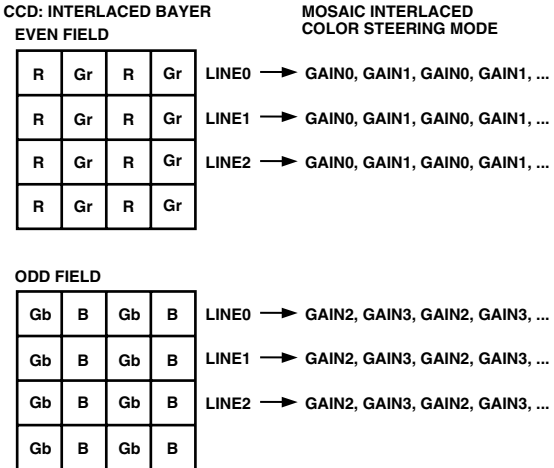 CCD: INTERLACED BAYER
MOSAIC INTERLACED
COLOR STEERING MODE
EVEN FIELD
R Gr R Gr LINE0 GAIN0, GAIN1, GAIN0, GAIN1, ...
R Gr R Gr LINE1 GAIN0, GAIN1, GAIN0, GAIN1, ...
R Gr R Gr LINE2 GAIN0, GAIN1, GAIN0, GAIN1, ...
R Gr R Gr
ODD FIELD
Gb B Gb B LINE0 GAIN2, GAIN3, GAIN2, GAIN3, ...
Gb B Gb B LINE1 GAIN2, GAIN3, GAIN2, GAIN3, ...
Gb B Gb B LINE2 GAIN2, GAIN3, GAIN2, GAIN3, ...
Gb B Gb B